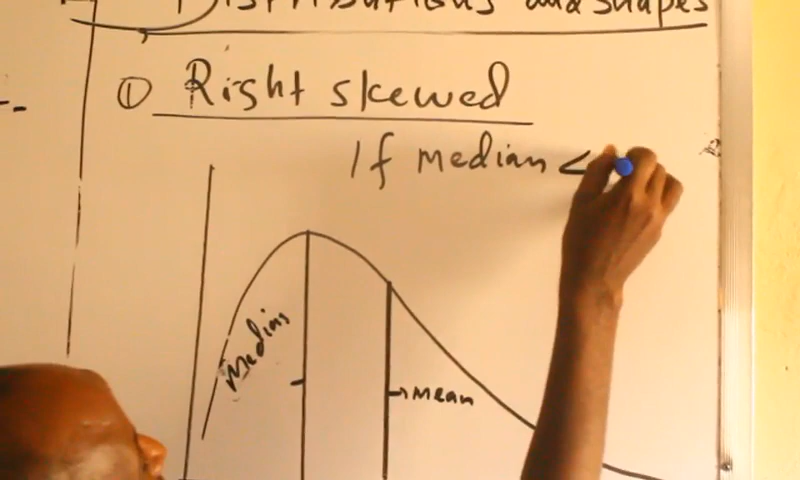 Distributions and shapes
① Right skewed
If median <
Median
Mean